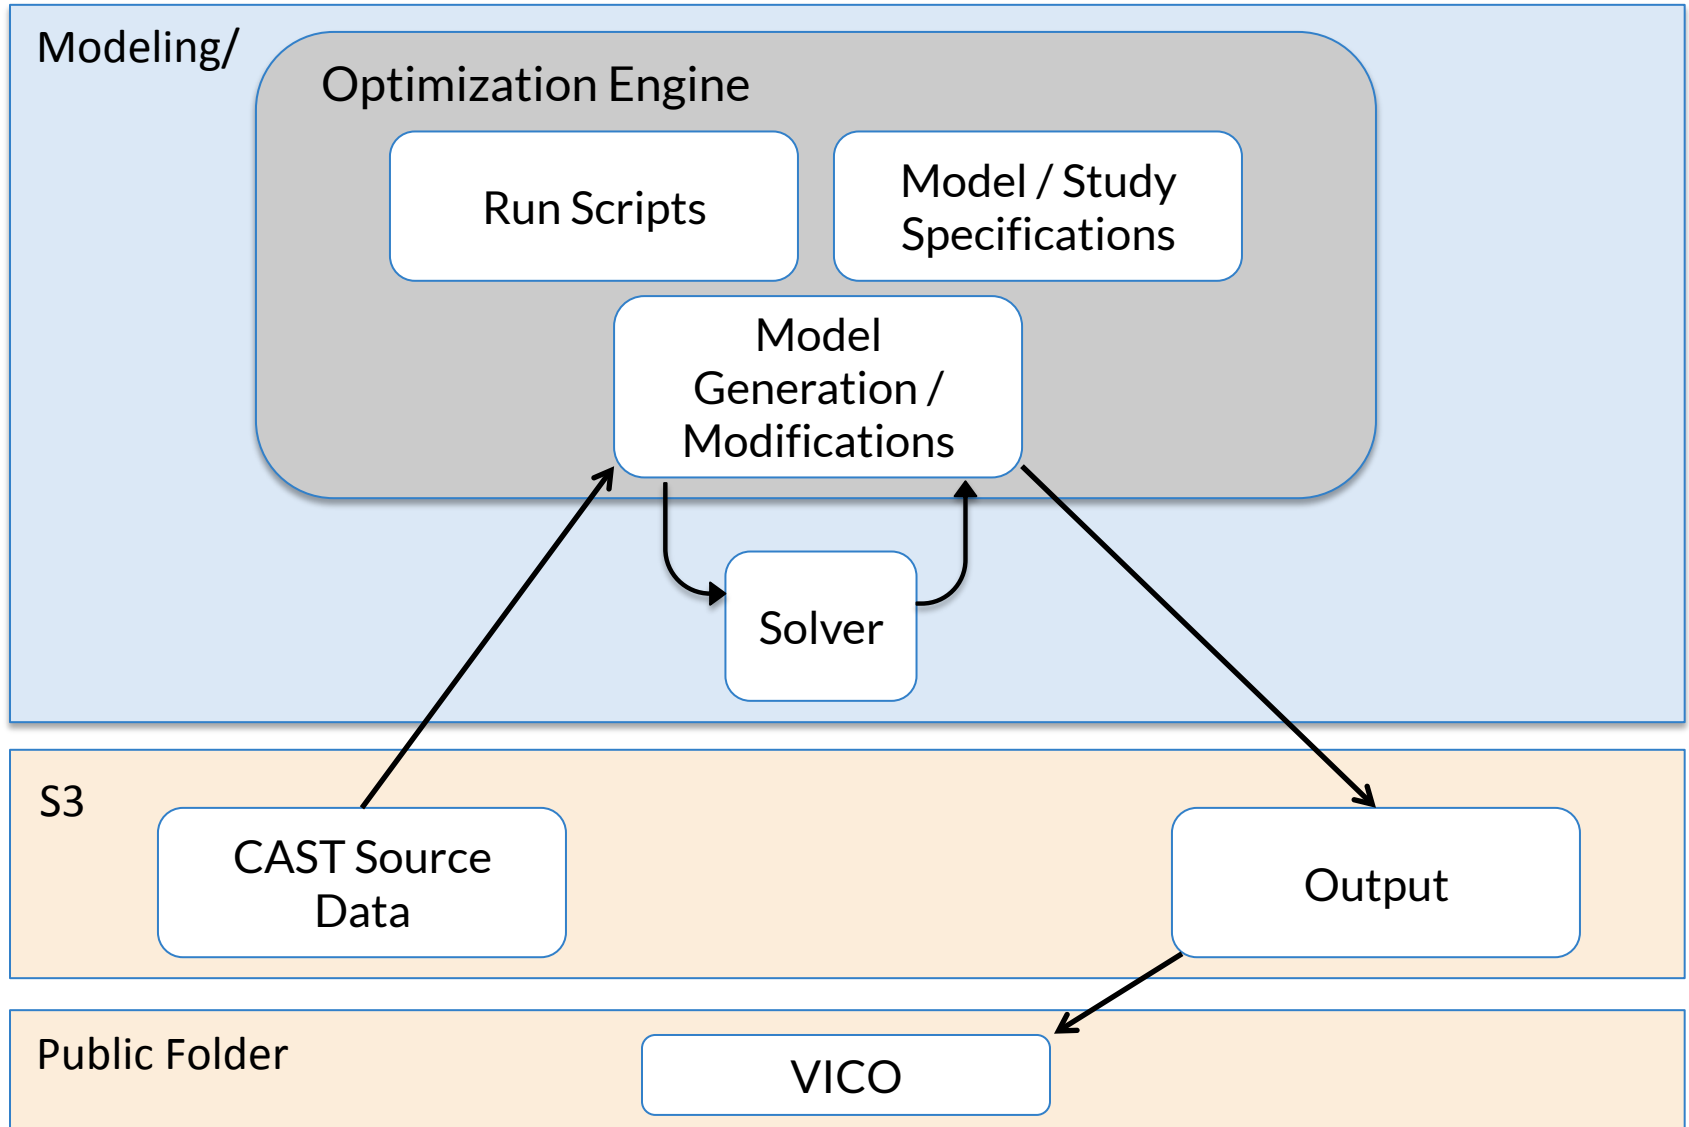 Modeling/
Optimization Engine
Run Scripts
Model / Study
Specifications
Model
Generation /
Modifications
Solver
S3
CAST Source
Data
Output
Public Folder
VICO